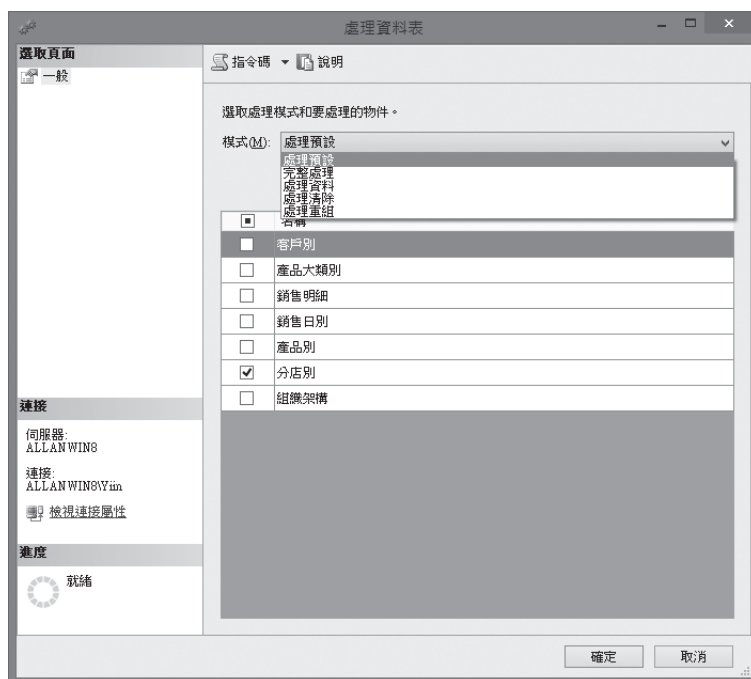 處理資料表
選取頁面
一般
指令碼 說明
選取處理模式和要處理的物件。
模式(M): 處理預設
處理預設
完整處理
處理資料
處理清除
處理重組
名稱
客戶別
產品大類別
銷售明細
銷售日別
產品別
分店別
組織架構
連接
伺服器:
ALLANWIN8
連接:
ALLANWIN8\Yiin
檢視連接屬性
進度
就緒
確定 取消